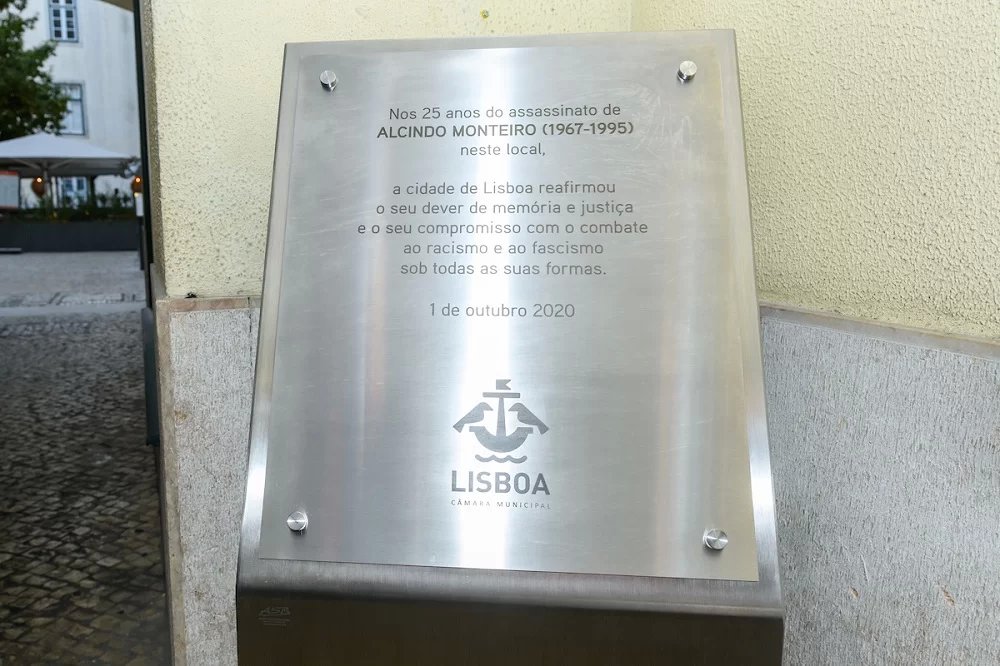 Nos 25 anos do assassinato de
ALCINDO MONTEIRO (1967-1995)
neste local,
a cidade de Lisboa reafirmou
o seu dever de memória e justiça
e o seu compromisso com o combate
ao racismo e ao fascismo
sob todas as suas formas.
1 de outubro 2020
LISBOA
CÂMARA MUNICIPAL
ASB